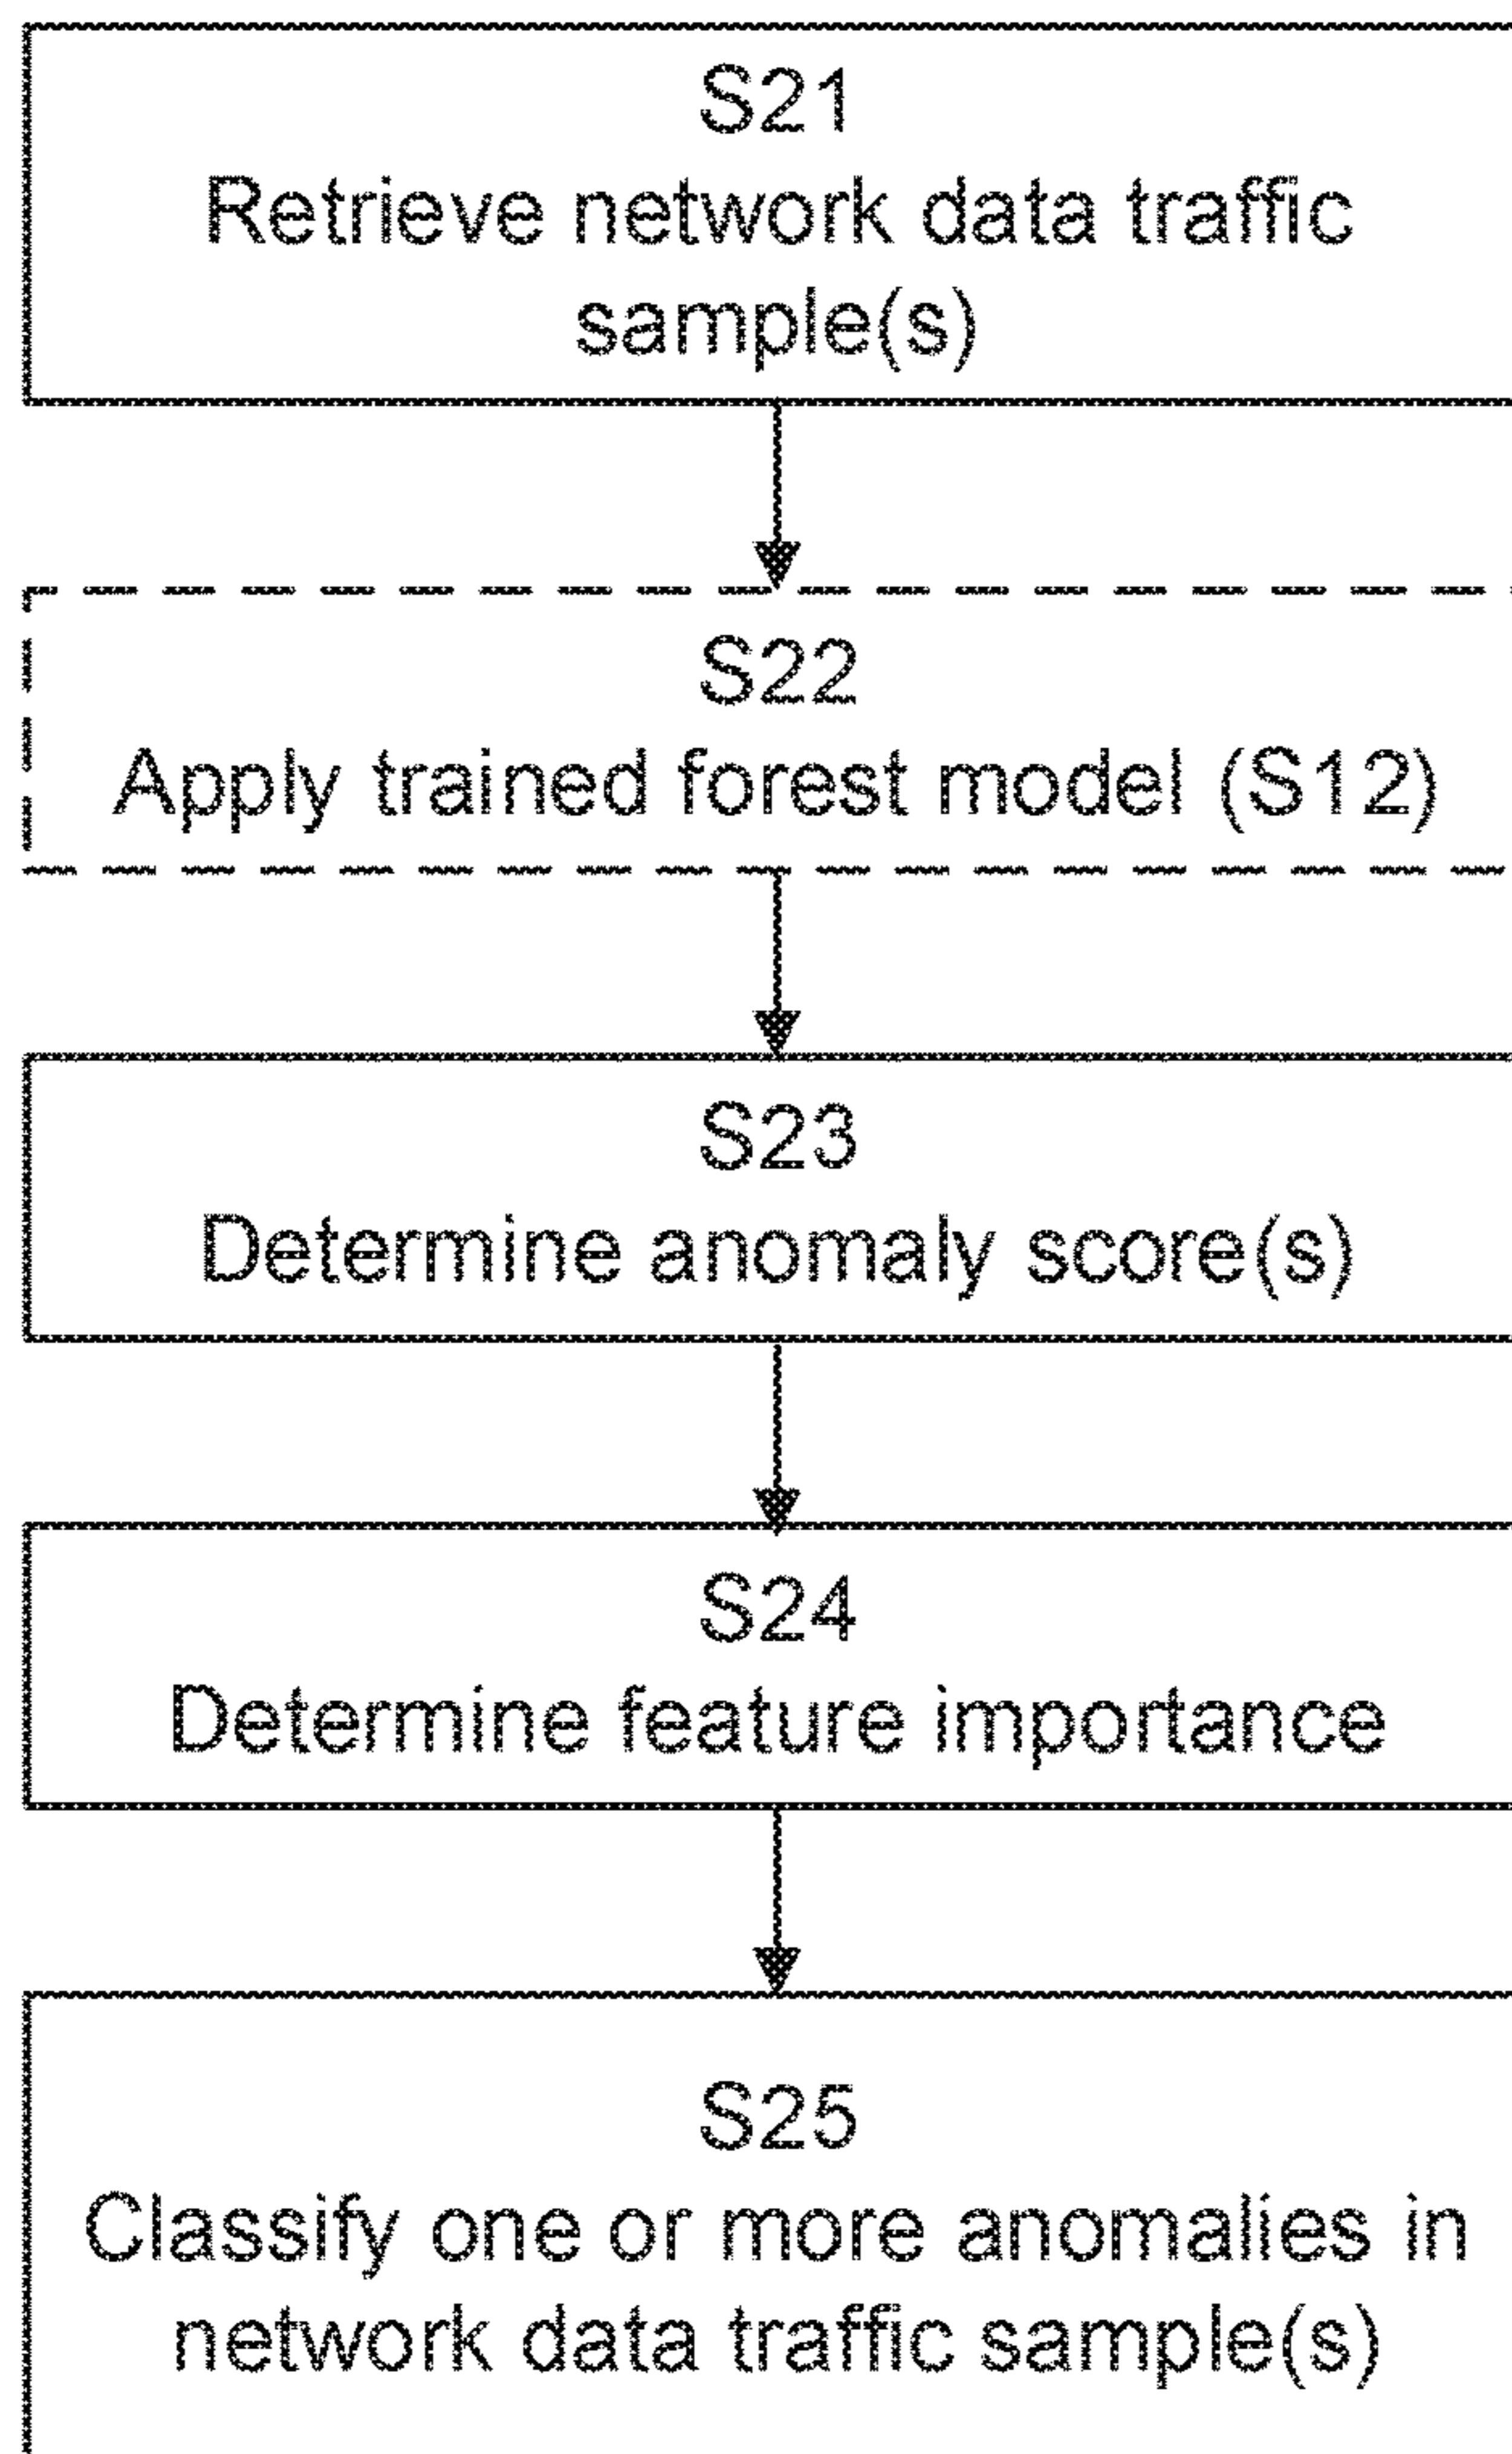 S21
Retrieve network data traffic
sample(s)
S22
Apply trained forest model (S12)
S23
Determine anomaly score(s)
S24
Determine feature importance
S25
Classify one or more anomalies in
network data traffic sample(s)